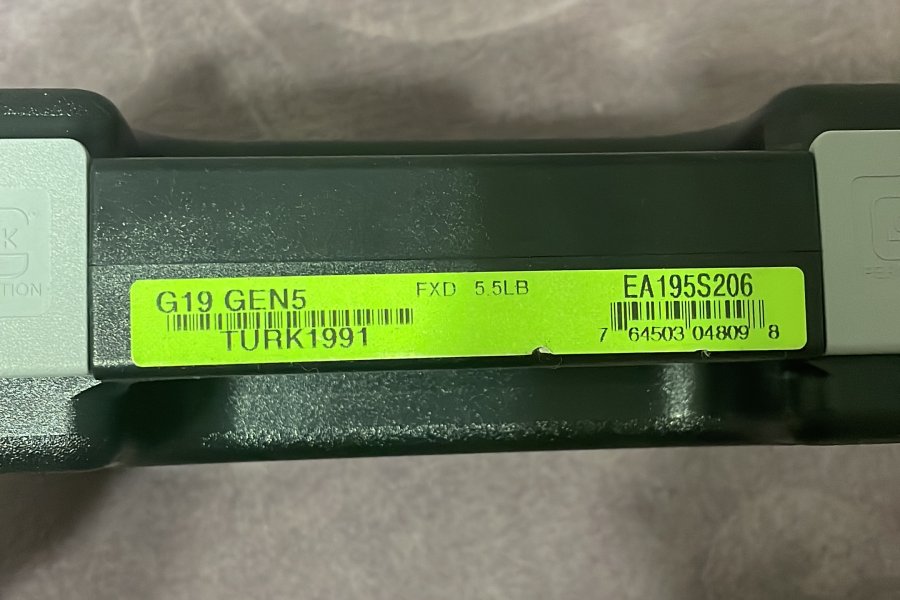 G19 GEN5
FXD 5.5LB
EA195S206
TURK1991
7 64503 04809 8